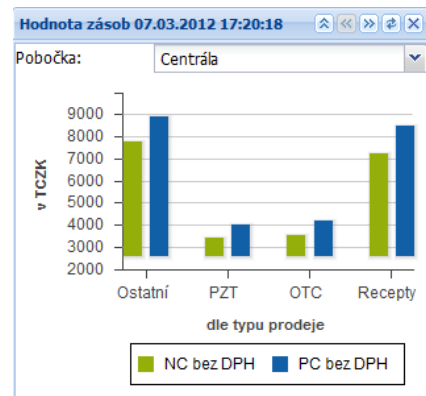 Hodnota zásob 07.03.2012 17:20:18
Pobočka: Centrála
9000
8000
7000
6000
5000
4000
3000
2000
v TCZK
Ostatní PZT OTC Recepty
dle typu prodeje
NC bez DPH PC bez DPH